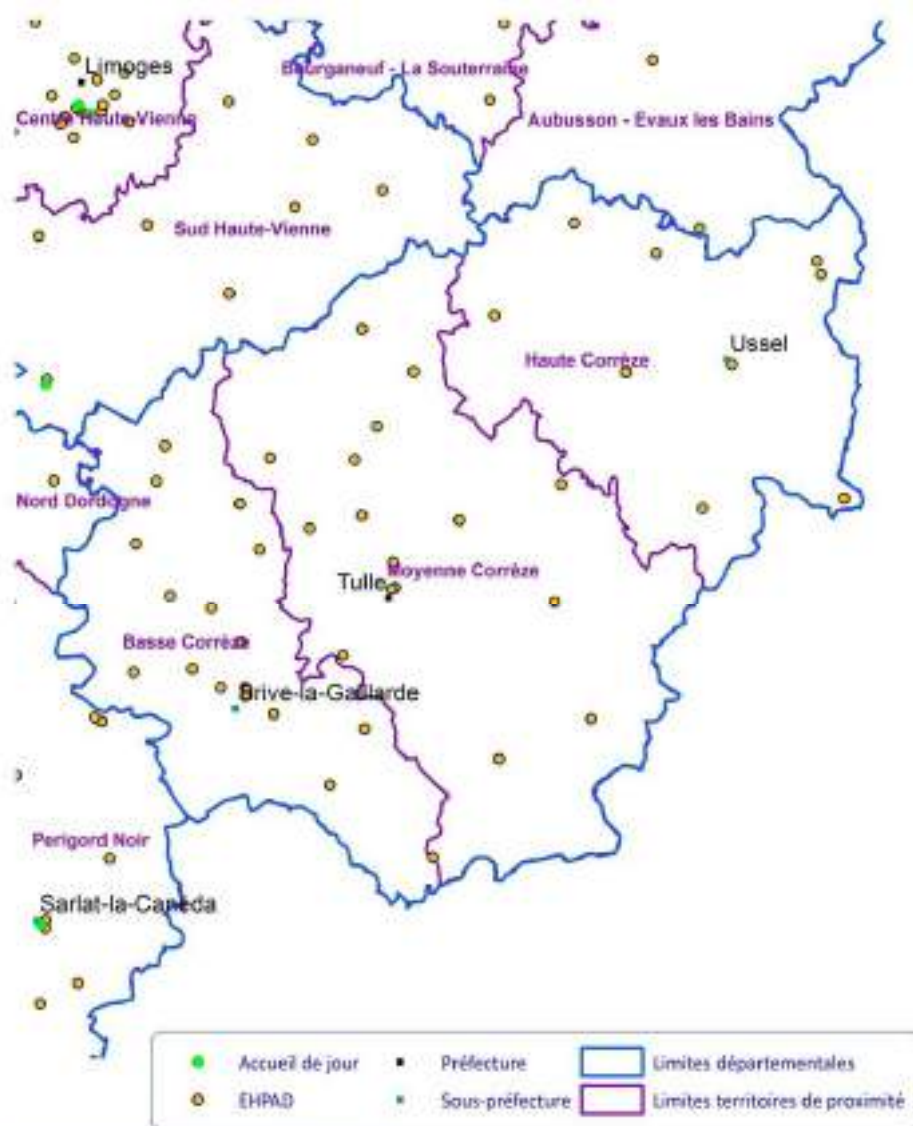 Limoges
Bourganeuf - La Souterraine
Centre Haute-Vienne
Aubusson - Evaux les Bains
Sud Haute-Vienne
Ussel
Haute Corrèze
Nord Dordogne
Moyenne Corrèze
Tulle
Basse Corrèze
Brive-la-Gaillarde
Perigord Noir
Sarlat-la-Canéda
Accueil de jour
Préfecture
Limites départementales
EHPAD
Sous-préfecture
Limites territoires de proximité